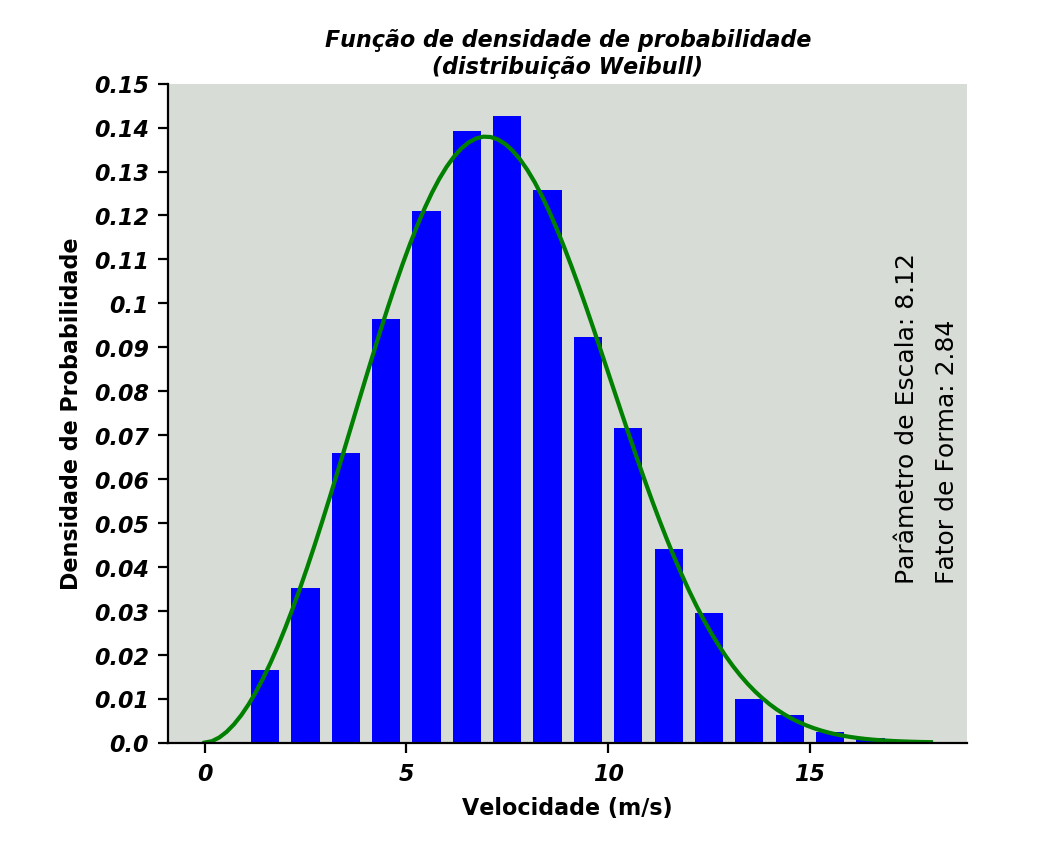 Função de densidade de probabilidade
(distribuição Weibull)
0.15
0.14
0.13
0.12
0.11
0.1
0.09
0.08
0.07
0.06
0.05
0.04
0.03
0.02
0.01
0.0
Densidade de Probabilidade
Parâmetro de Escala: 8.12
Fator de Forma: 2.84
0 5 10 15
Velocidade (m/s)